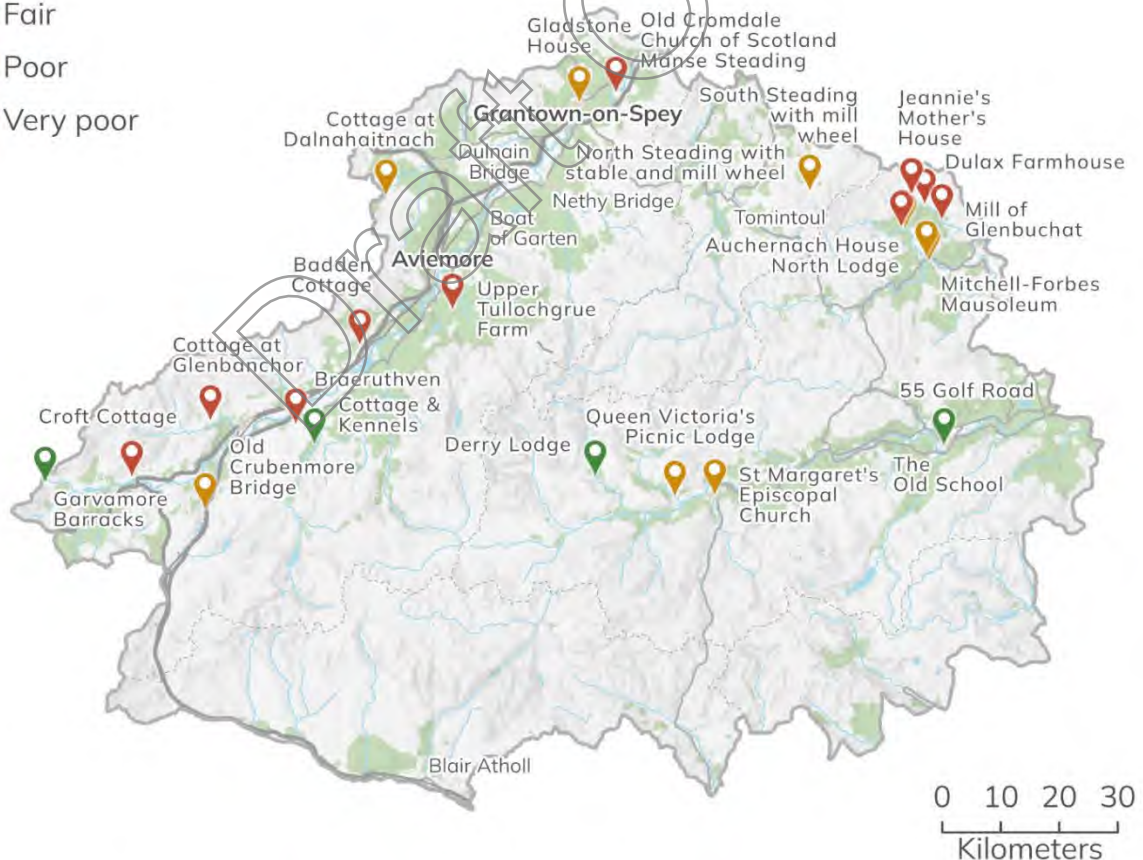 Fair
Poor
Very poor
Gladstone
House
Old Cromdale
Church of Scotland
Manse Steading
Grantown-on-Spey
Cottage at
Dalnahaitnach
Dulnain
Bridge
South Steading
with mill
wheel
North Steading with
stable and mill wheel
Jeannie's
Mother's
House
Dulax Farmhouse
Nethy Bridge
Boat
of Garten
Tomintoul
Mill of
Glenbuchat
Auchernach House
North Lodge
Mitchell-Forbes
Mausoleum
Aviemore
Badden
Cottage
Upper
Tullochgrue
Farm
Cottage at
Glenbanchor
Braeruthven
Cottage &
Kennels
Croft Cottage
Old
Crubenmore
Bridge
Garvamore
Barracks
Derry Lodge
Queen Victoria's
Picnic Lodge
St Margaret's
Episcopal
Church
55 Golf Road
The
Old School
Blair Atholl
Draft
0 10 20 30
Kilometers